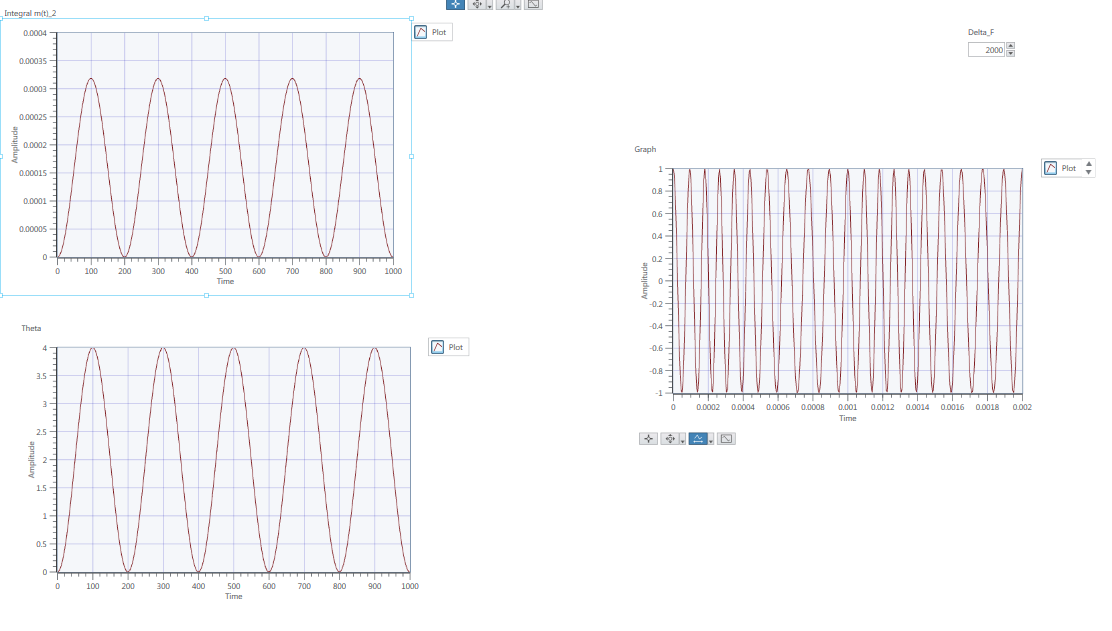 Integral m(t)_2
Plot
0.0004
0.00035
0.0003
0.00025
0.0002
0.00015
0.0001
0.00005
0
Amplitude
0 100 200 300 400 500 600 700 800 900 1000
Time
Delta_F
2000
Graph
Plot
1
0.8
0.6
0.4
0.2
0
-0.2
-0.4
-0.6
-0.8
-1
Amplitude
0 0.0002 0.0004 0.0006 0.0008 0.001 0.0012 0.0014 0.0016 0.0018 0.002
Time
Theta
Plot
4
3.5
3
2.5
2
1.5
1
0.5
0
Amplitude
0 100 200 300 400 500 600 700 800 900 1000
Time